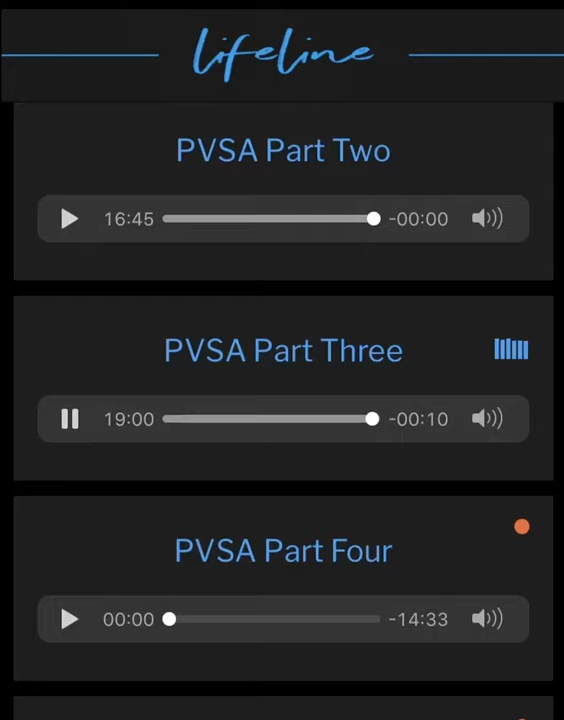 lifeline
PVSA Part Two
16:45 -00:00
PVSA Part Three
19:00 -00:10
PVSA Part Four
00:00 -14:33